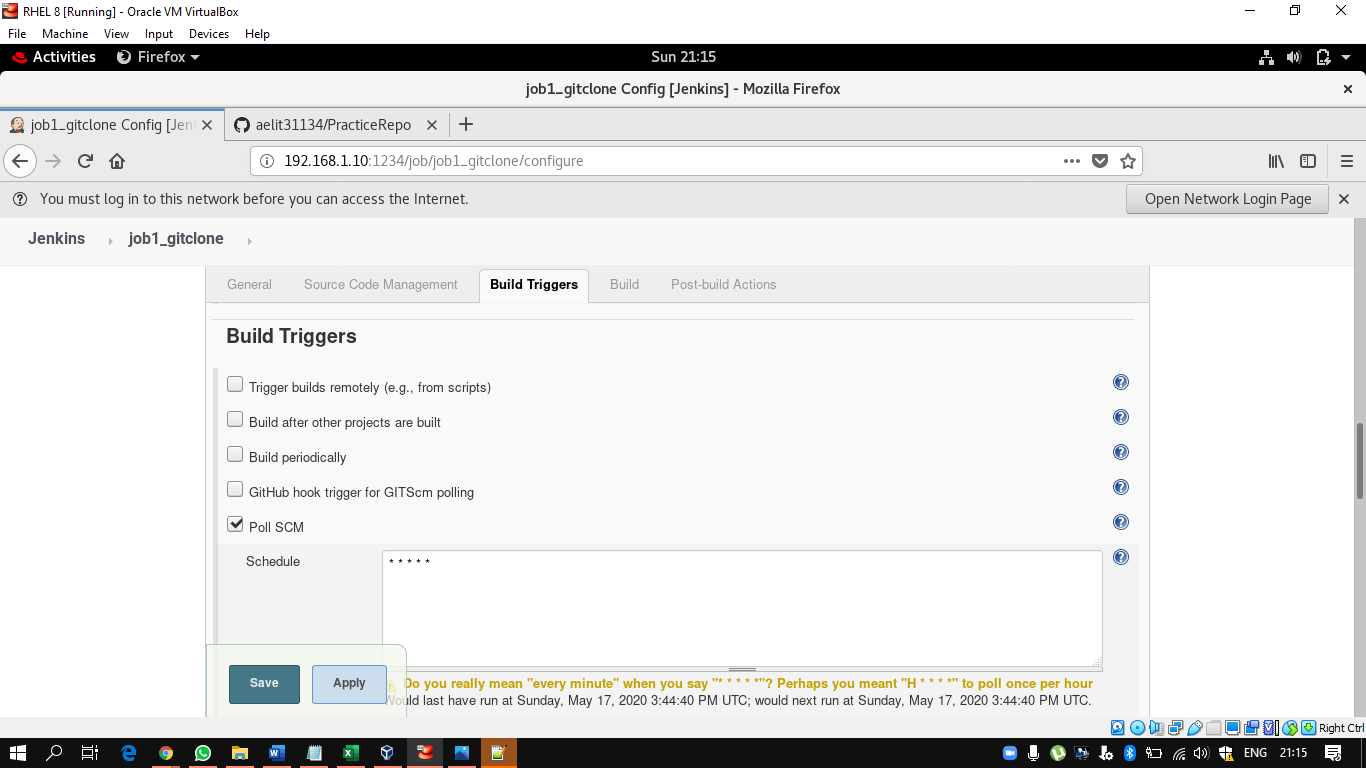 RHEL 8 [Running] - Oracle VM VirtualBox
File Machine View Input Devices Help
Activities Firefox Sun 21:15
job1_gitclone Config [Jenkins] - Mozilla Firefox
job1_gitclone Config [Jen aelit31134/PracticeRepo
192.168.1.10:1234/job/job1_gitclone/configure
You must log in to this network before you can access the Internet. Open Network Login Page
Jenkins job1_gitclone
General Source Code Management Build Triggers Build Post-build Actions
Build Triggers
Trigger builds remotely (e.g., from scripts)
Build after other projects are built
Build periodically
GitHub hook trigger for GITScm polling
Poll SCM
Schedule * * * * *
Save Apply
Do you really mean "every minute" when you say "* * * * *"? Perhaps you meant "H * * * *" to poll once per hour
Would last have run at Sunday, May 17, 2020 3:44:40 PM UTC; would next run at Sunday, May 17, 2020 3:44:40 PM UTC.
Right Ctrl
ENG 21:15